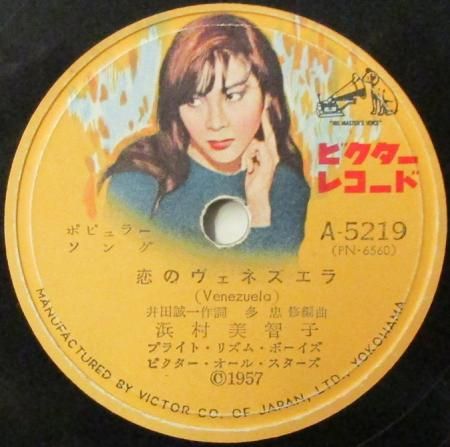 "HIS MASTER'S VOICE"
ビクター
レコード
ポピュラー
ソング
A-5219
(PN-6560)
恋のヴェネズエラ
(Venezuela)
井田誠一作詞 多 忠修編曲
浜村美智子
ブライト・リズム・ボーイズ
ビクター・オール・スターズ
©1957
MANUFACTURED BY VICTOR CO. OF JAPAN, LTD., YOKOHAMA